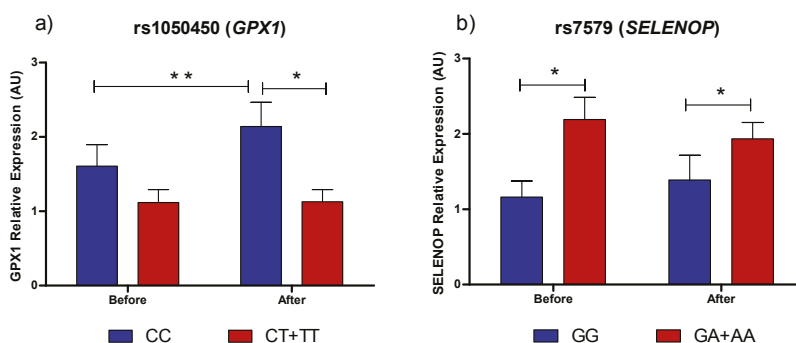 a)
rs1050450 (GPX1)
GPX1 Relative Expression (AU)
3
2
1
0
* *
*
Before
After
CC
CT+TT
b)
rs7579 (SELENOP)
SELENOP Relative Expression (AU)
3
2
1
0
*
*
Before
After
GG
GA+AA